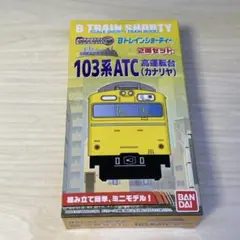 B TRAIN SHORTY
Bトレインショーティー
2両セット
103系ATC
高運転台
(カナリヤ)
組み立て簡単、ミニモデル!
BAN
DAI